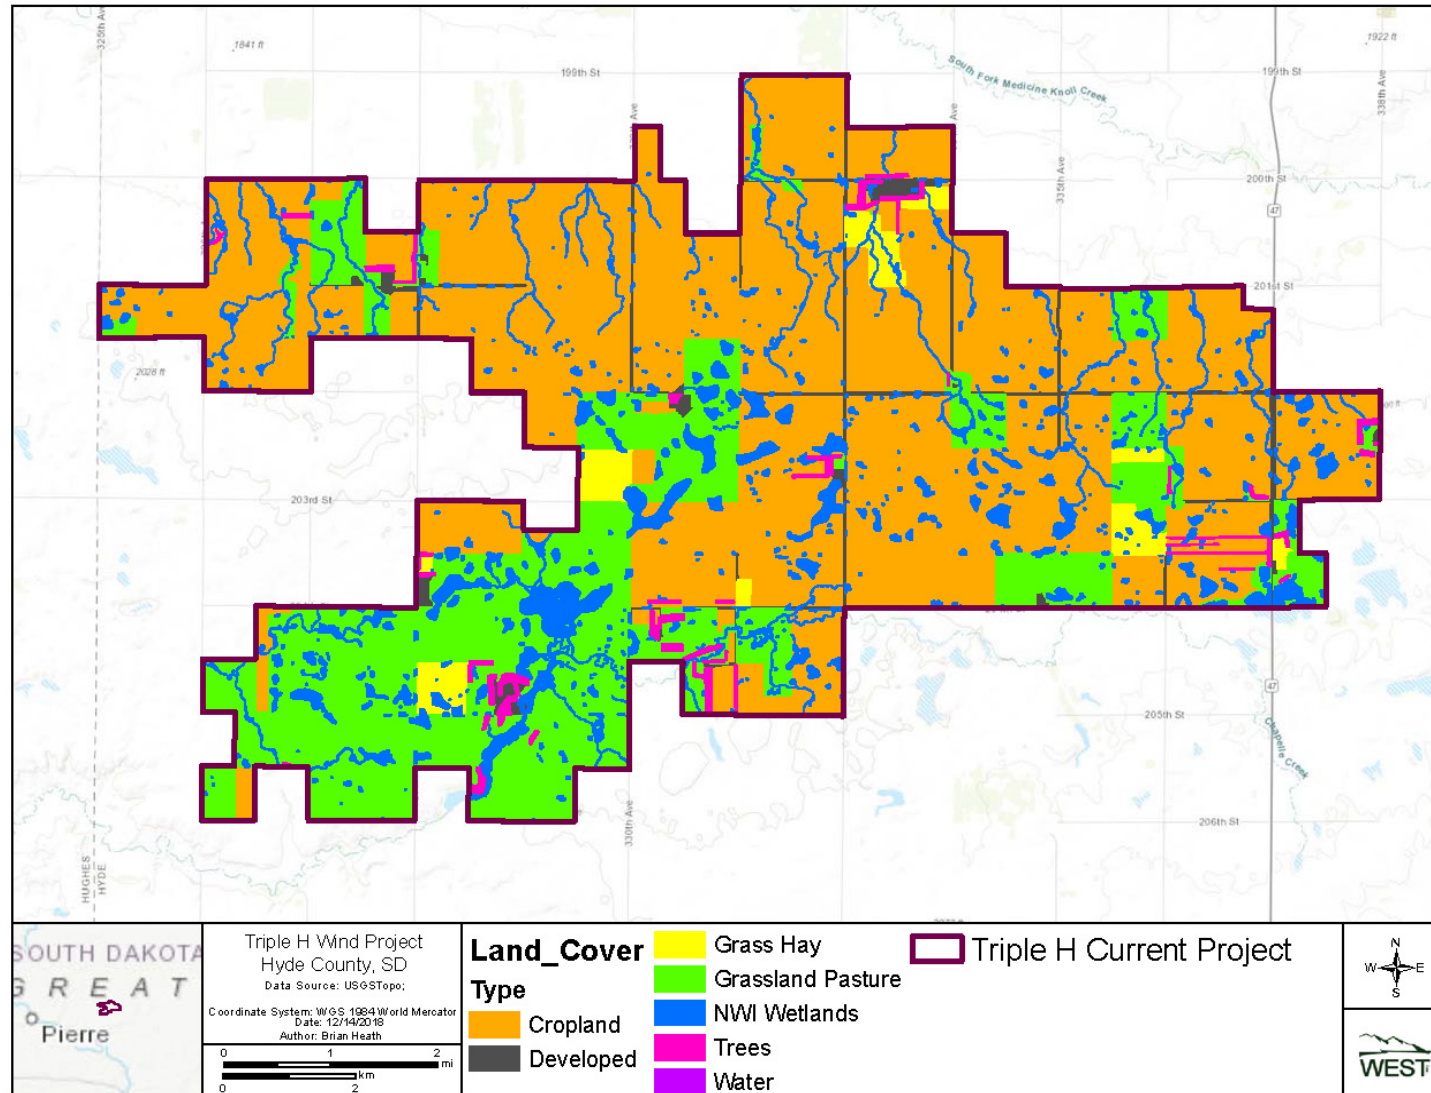 325th Ave
1841 ft
199th St
South Fork Medicine Knoll Creek
199th St
1922 ft
338th Ave
Ave
Ave
335th Ave
200th St
47
201st St
2028 ft
203rd St
47
205th St
Chapelle Creek
330th Ave
206th St
HUGHES
HYDE
SOUTH DAKOTA
GREAT
Pierre
Triple H Wind Project
Hyde County, SD
Data Source: USGSTopo;
Coordinate System: WGS 1984 World Mercator
Date: 12/14/2018
Author: Brian Heath
0 1 2
mi
km
0 2
Land_Cover
Type
Cropland
Developed
Grass Hay
Grassland Pasture
NWI Wetlands
Trees
Water
Triple H Current Project
N
W E
S
WEST